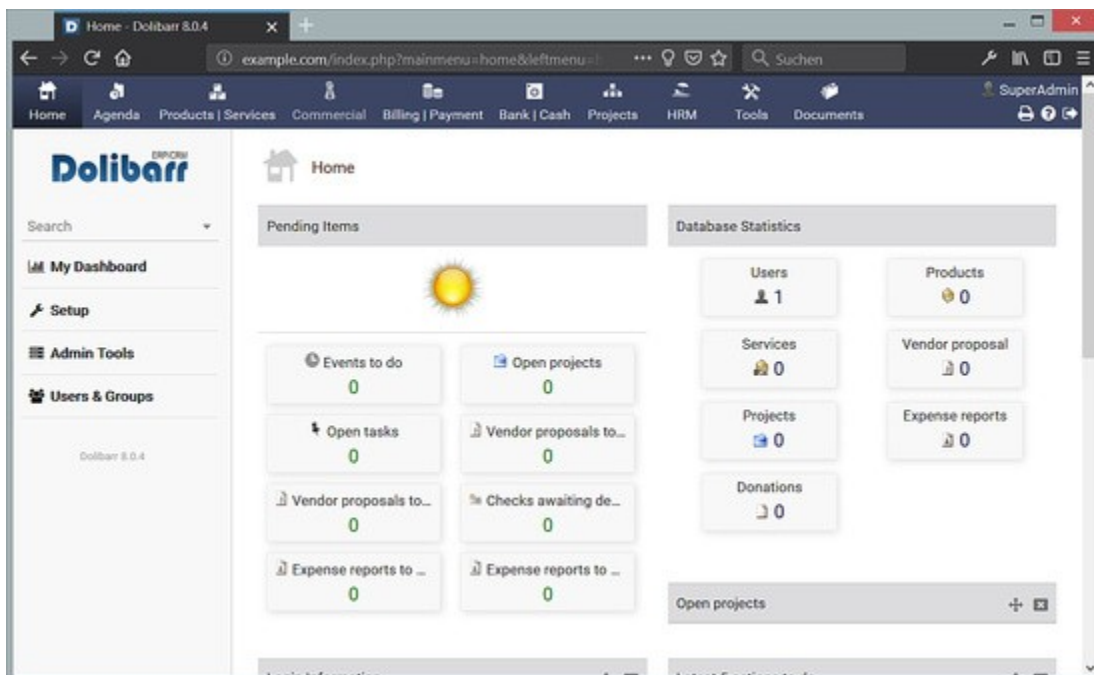 Home - Dolibarr 8.0.4
example.com/index.php?mainmenu=home&leftmenu=
Suchen
Home Agenda Products | Services Commercial Billing | Payment Bank | Cash Projects HRM Tools Documents
SuperAdmin
Dolibarr
ERP/CRM
Home
Search
My Dashboard
Setup
Admin Tools
Users & Groups
Dolibarr 8.0.4
Pending Items
Events to do
0
Open projects
0
Open tasks
0
Vendor proposals to...
0
Vendor proposals to...
0
Checks awaiting de...
0
Expense reports to ...
0
Expense reports to ...
0
Database Statistics
Users
1
Products
0
Services
0
Vendor proposal
0
Projects
0
Expense reports
0
Donations
0
Open projects